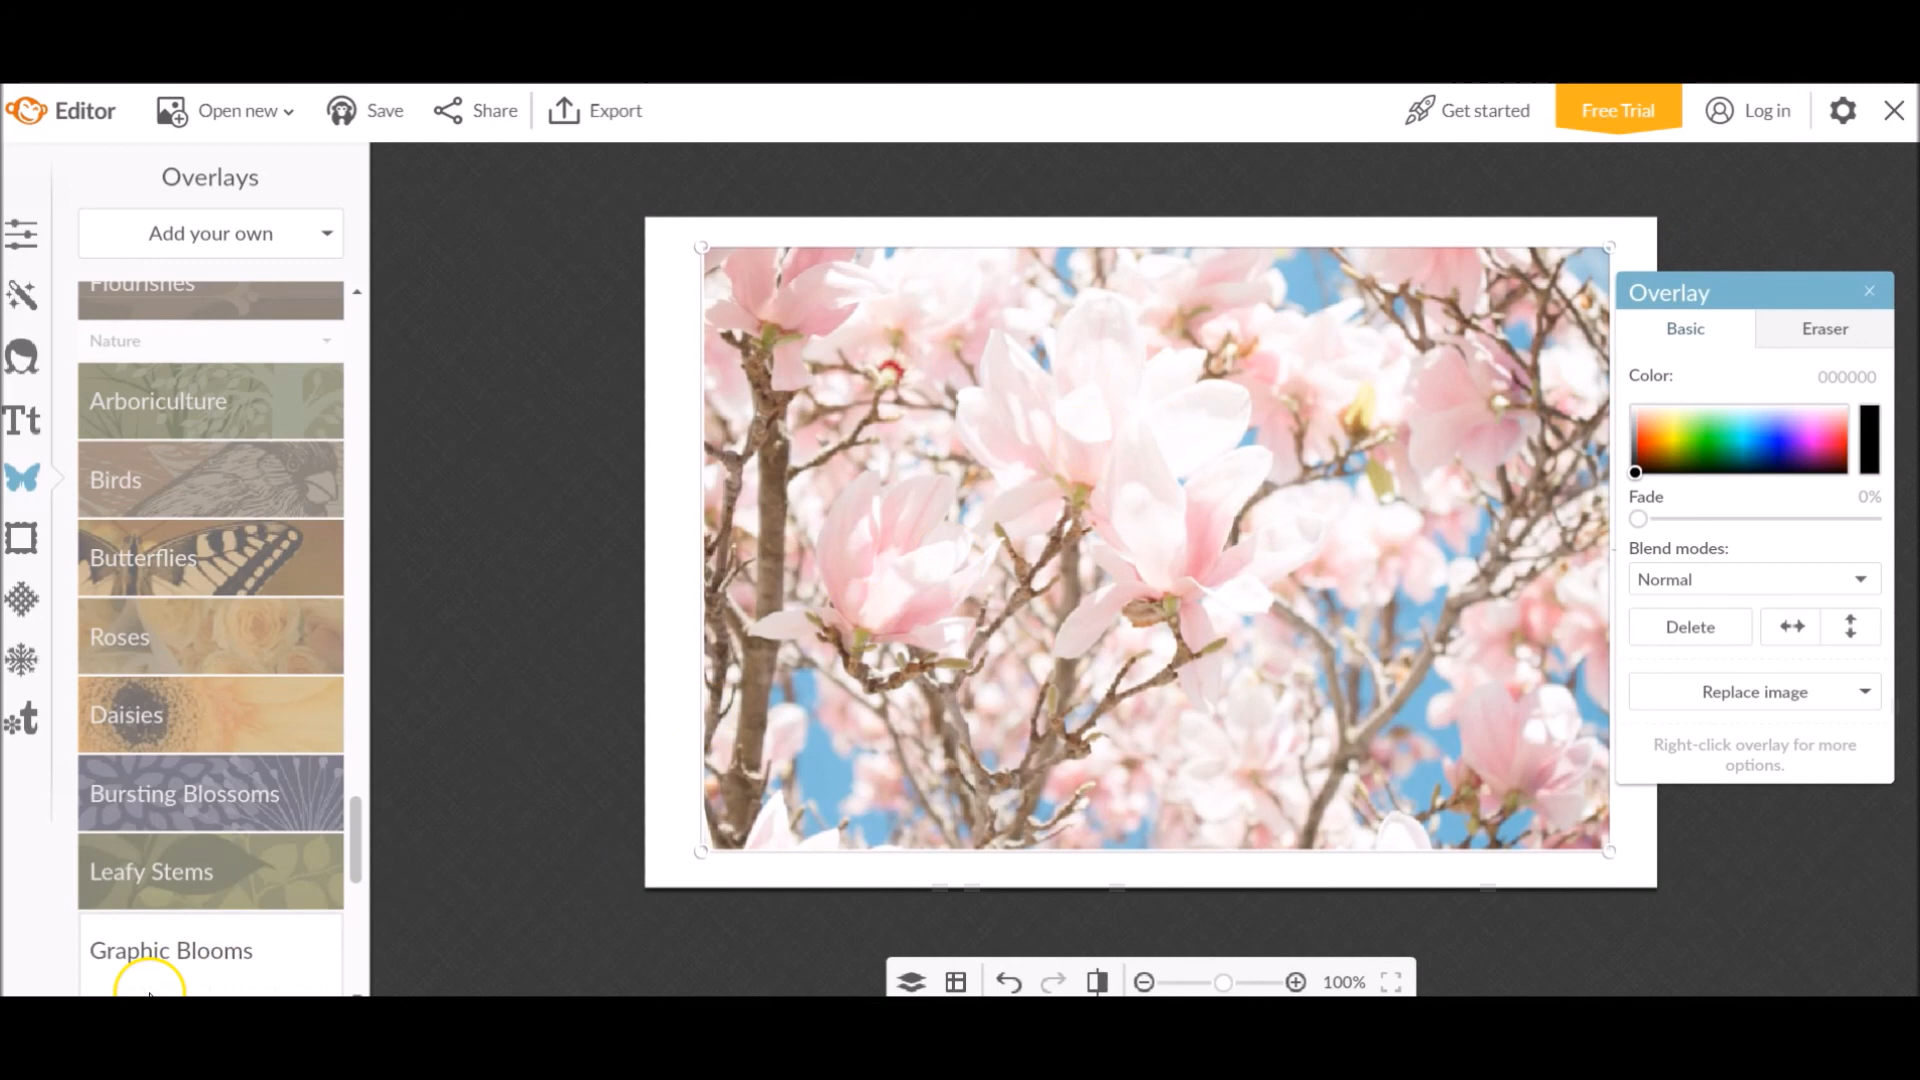 Editor
Open new
Save
Share
Export
Get started
Free Trial
Log in
Overlays
Add your own
Flourishes
Nature
Arboriculture
Birds
Butterflies
Roses
Daisies
Bursting Blossoms
Leafy Stems
Graphic Blooms
Tt
t
Overlay
Basic
Eraser
Color:
000000
Fade
0%
Blend modes:
Normal
Delete
Replace image
Right-click overlay for more
options.
100%